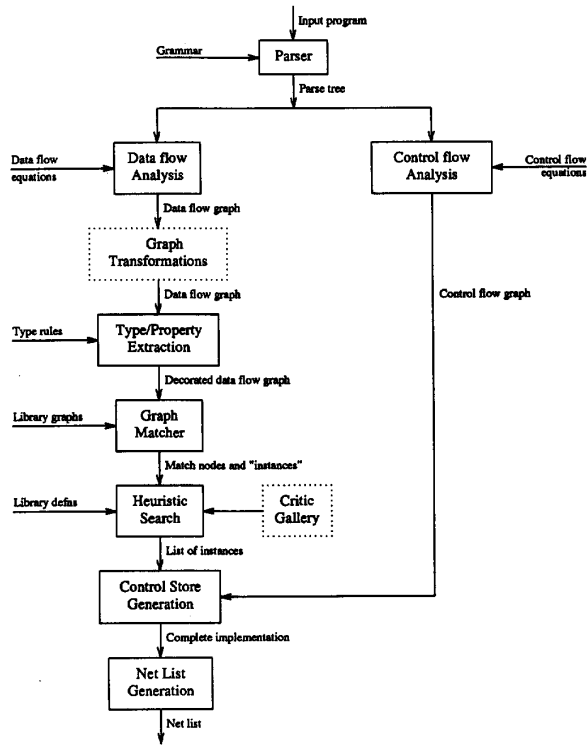 Input program
Grammar
Parser
Parse tree
Data flow
equations
Data flow
Analysis
Control flow
Analysis
Control flow
equations
Data flow graph
Graph
Transformations
Data flow graph
Control flow graph
Type rules
Type/Property
Extraction
Decorated data flow graph
Library graphs
Graph
Matcher
Match nodes and "instances"
Library defns
Heuristic
Search
Critic
Gallery
List of instances
Control Store
Generation
Complete implementation
Net List
Generation
Net list